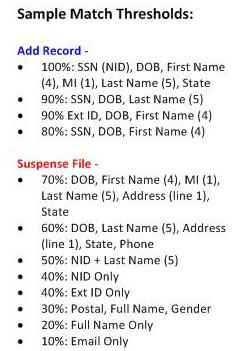 Sample Match Thresholds:
Add Record -
• 100%: SSN (NID), DOB, First Name
(4), MI (1), Last Name (5), State
• 90%: SSN, DOB, Last Name (5)
• 90% Ext ID, DOB, First Name (4)
• 80%: SSN, DOB, First Name (4)
Suspense File -
• 70%: DOB, First Name (4), MI (1),
Last Name (5), Address (line 1),
State
• 60%: DOB, Last Name (5), Address
(line 1), State, Phone
• 50%: NID + Last Name (5)
• 40%: NID Only
• 40%: Ext ID Only
• 30%: Postal, Full Name, Gender
• 20%: Full Name Only
• 10%: Email Only